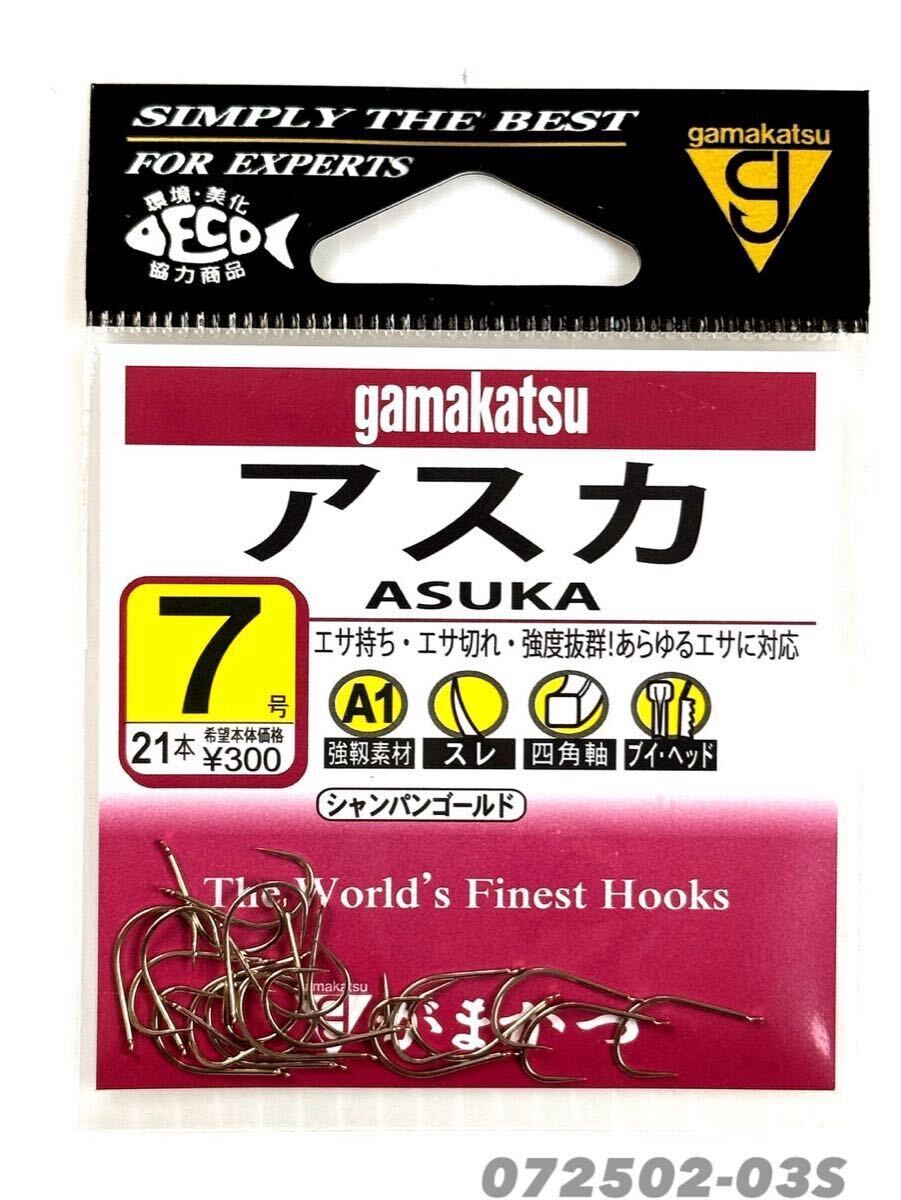 SIMPLY THE BEST
FOR EXPERTS
gamakatsu
環境・美化
DECO
協力商品
gamakatsu
アスカ
ASUKA
7号
21本 希望本体価格 ¥300
エサ持ち・エサ切れ・強度抜群!あらゆるエサに対応
A1
強靱素材 スレ 四角軸 ブイ・ヘッド
シャンパンゴールド
The World's Finest Hooks
gamakatsu
がまかつ
072502-03S